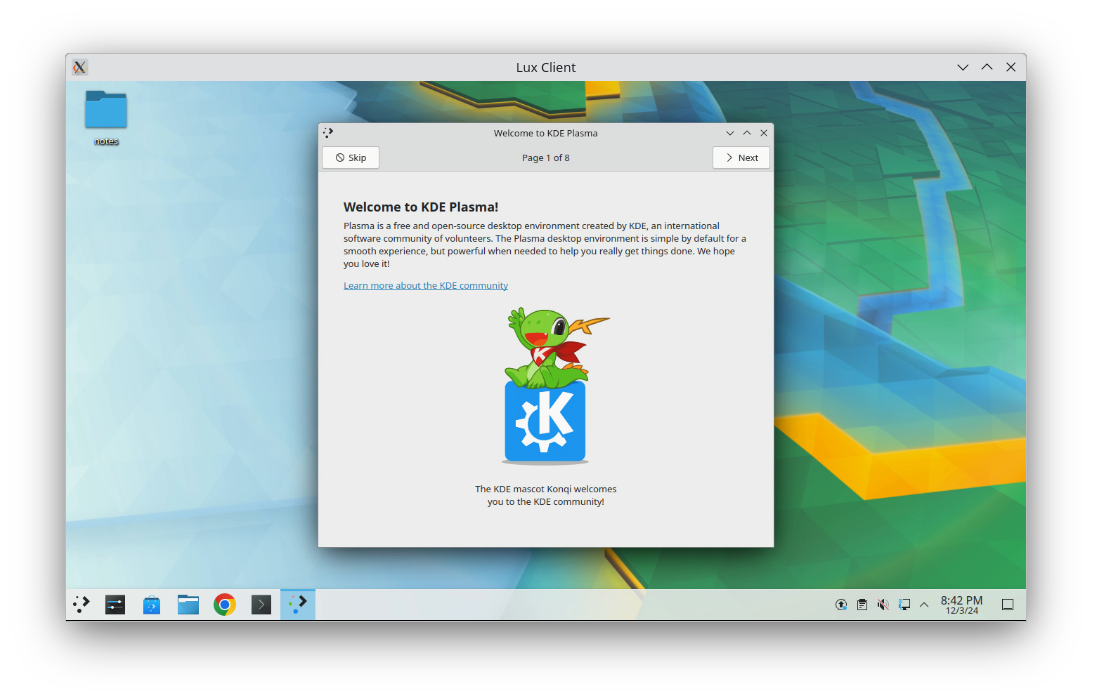 Lux Client
notes
Welcome to KDE Plasma
Skip
Page 1 of 8
Next
Welcome to KDE Plasma!
Plasma is a free and open-source desktop environment created by KDE, an international
software community of volunteers. The Plasma desktop environment is simple by default for a
smooth experience, but powerful when needed to help you really get things done. We hope
you love it!
Learn more about the KDE community
K
K
The KDE mascot Konqi welcomes
you to the KDE community!
8:42 PM
12/3/24